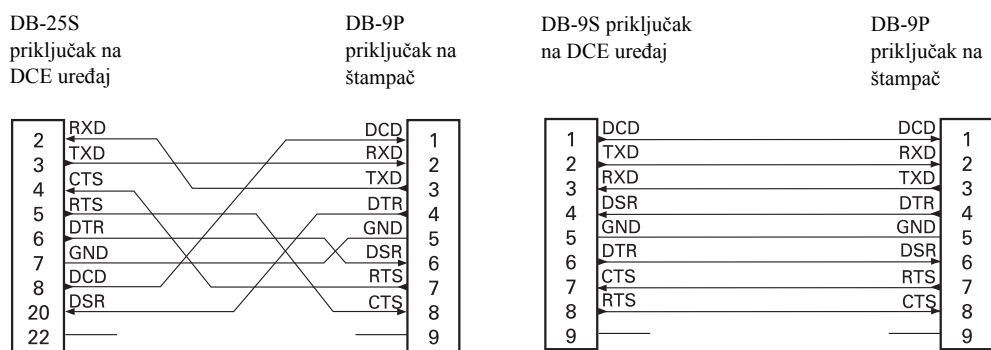 DB-25S
priključak na
DCE uređaj
DB-9P
priključak na
štampač
2 RXD DCD 1
3 TXD RXD 2
4 CTS TXD 3
5 RTS DTR 4
6 DTR GND 5
7 GND DSR 6
8 DCD RTS 7
20 DSR CTS 8
22 9
DB-9S priključak
na DCE uređaj
DB-9P
priključak na
štampač
1 DCD DCD 1
2 TXD RXD 2
3 RXD TXD 3
4 DSR DTR 4
5 GND GND 5
6 DTR DSR 6
7 CTS RTS 7
8 RTS CTS 8
9 9